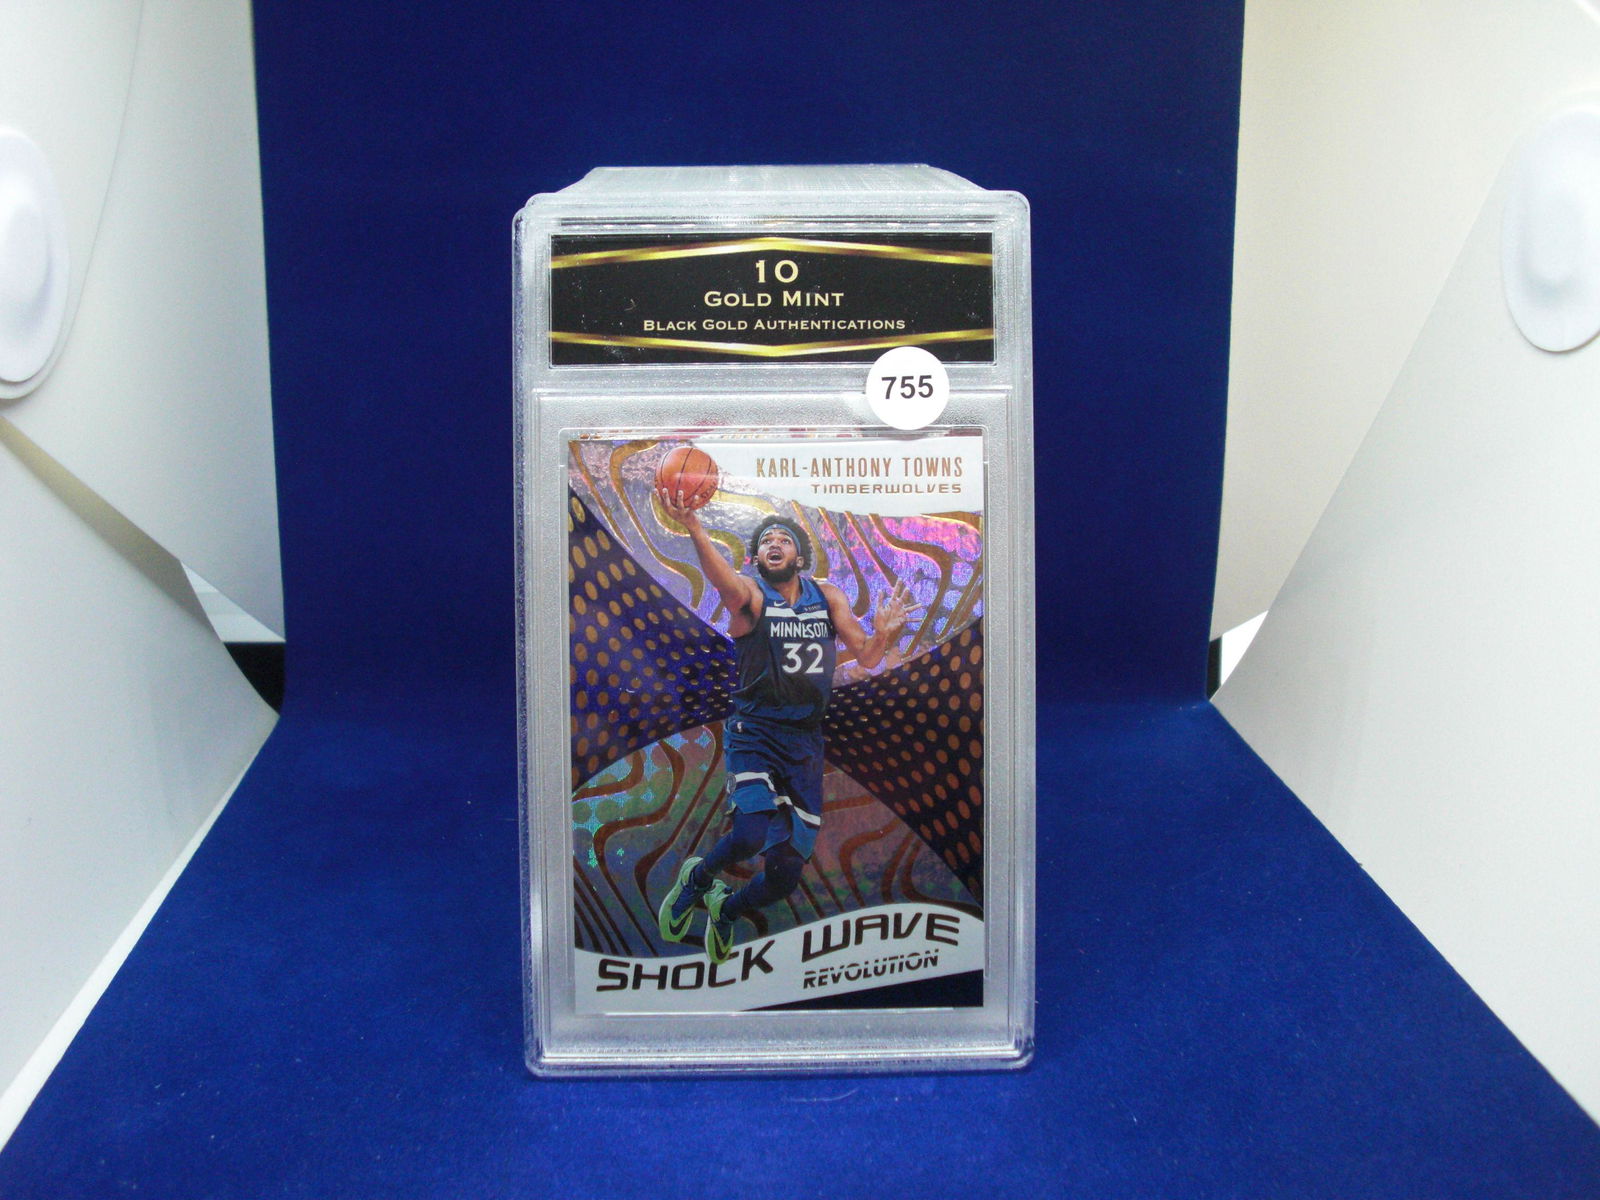 10
GOLD MINT
BLACK GOLD AUTHENTICATIONS
755
KARL-ANTHONY TOWNS
TIMBERWOLVES
MINNESOTA
32
SHOCK WAVE
REVOLUTION